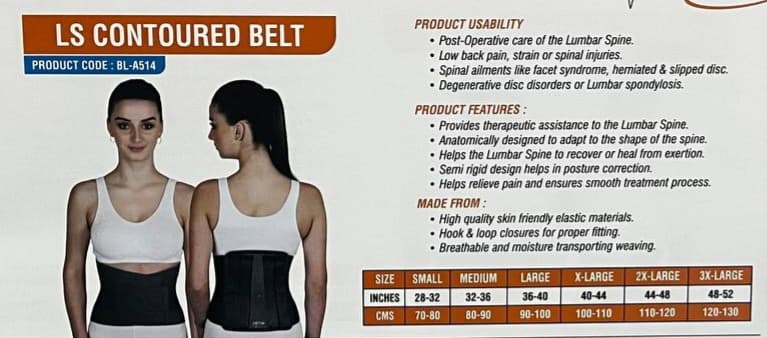 LS CONTOURED BELT
PRODUCT CODE : BL-A514
PRODUCT USABILITY
• Post-Operative care of the Lumbar Spine.
• Low back pain, strain or spinal injuries.
• Spinal ailments like facet syndrome, herniated & slipped disc.
• Degenerative disc disorders or Lumbar spondylosis.
PRODUCT FEATURES :
• Provides therapeutic assistance to the Lumbar Spine.
• Anatomically designed to adapt to the shape of the spine.
• Helps the Lumbar Spine to recover or heal from exertion.
• Semi rigid design helps in posture correction.
• Helps relieve pain and ensures smooth treatment process.
MADE FROM :
• High quality skin friendly elastic materials.
• Hook & loop closures for proper fitting.
• Breathable and moisture transporting weaving.
SIZE SMALL MEDIUM LARGE X-LARGE 2X-LARGE 3X-LARGE
INCHES 28-32 32-36 36-40 40-44 44-48 48-52
CMS 70-80 80-90 90-100 100-110 110-120 120-130